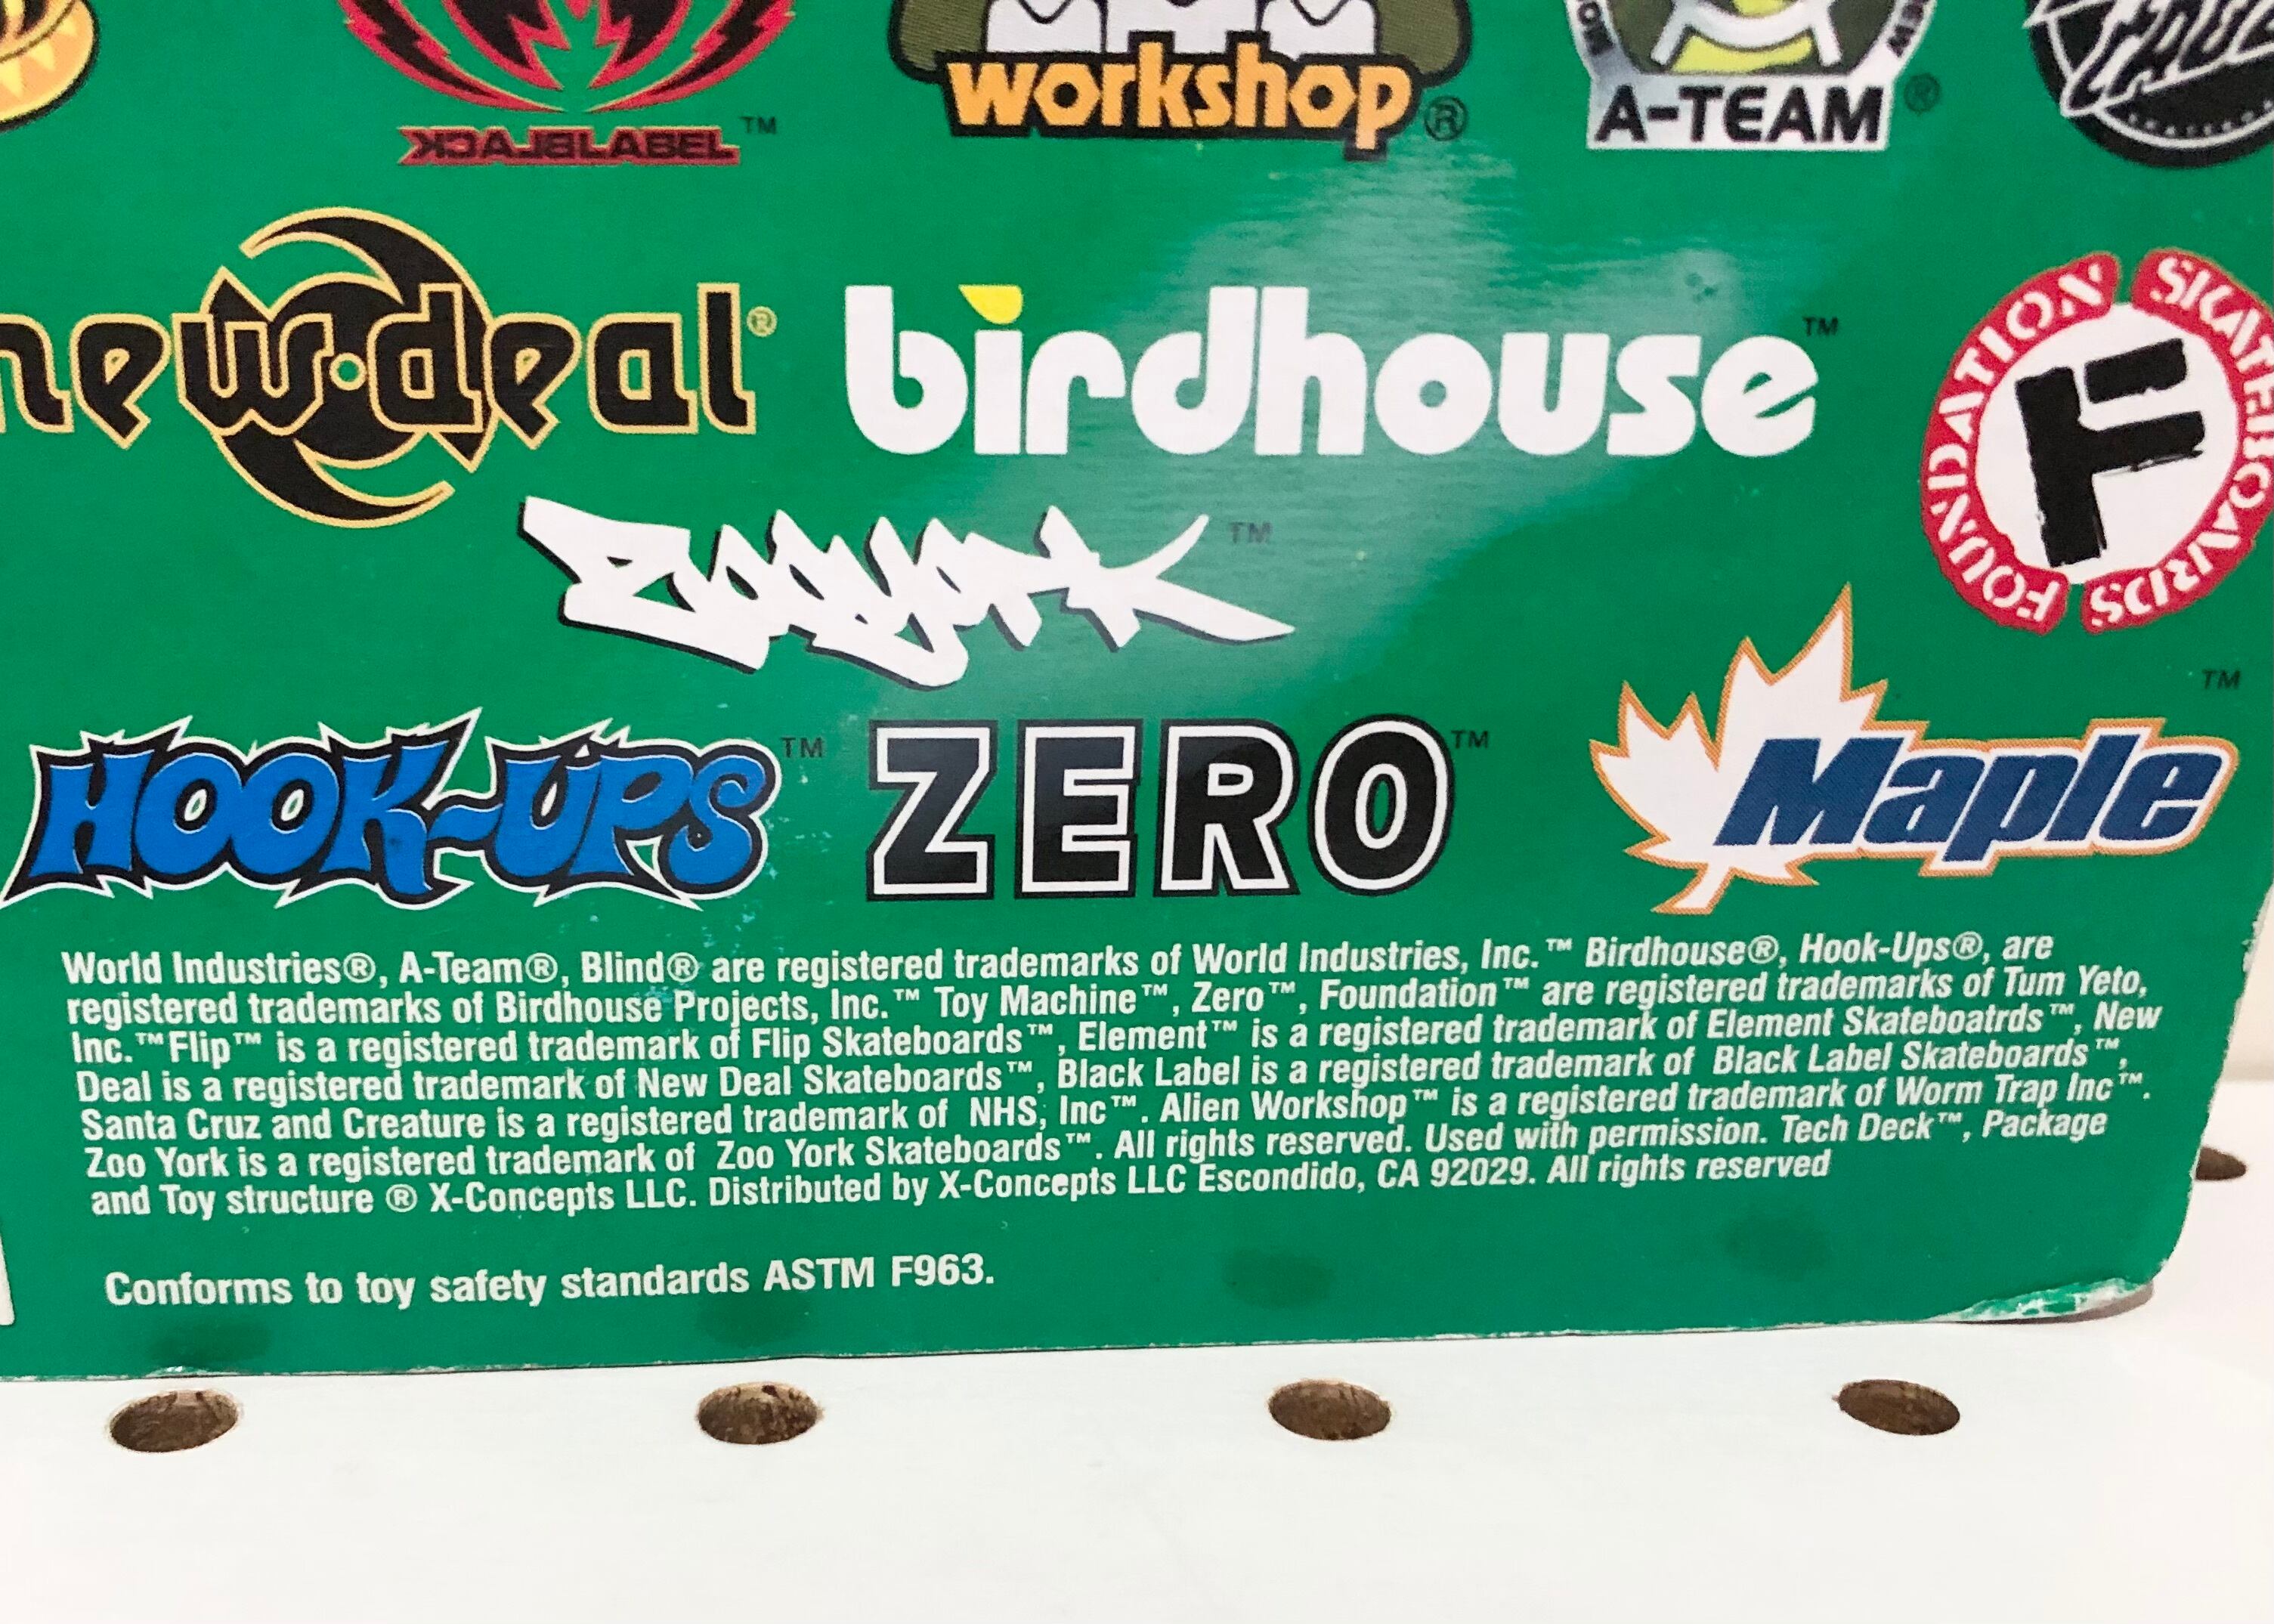 KCALBLABEL™
workshop®
A-TEAM ®
new·deal®
birdhouse™
FOUNDATION SKATEBOARDS
F
Zooyork ™
HOOK-UPS ™
ZERO™
Maple ™
World Industries®, A-Team®, Blind® are registered trademarks of World Industries, Inc.™ Birdhouse®, Hook-Ups®, are
registered trademarks of Birdhouse Projects, Inc.™ Toy Machine™, Zero™, Foundation™ are registered trademarks of Tum Yeto,
Inc.™Flip™ is a registered trademark of Flip Skateboards™, Element™ is a registered trademark of Element Skateboatrds™, New
Deal is a registered trademark of New Deal Skateboards™, Black Label is a registered trademark of Black Label Skateboards™,
Santa Cruz and Creature is a registered trademark of NHS, Inc™. Alien Workshop™ is a registered trademark of Worm Trap Inc™.
Zoo York is a registered trademark of Zoo York Skateboards™. All rights reserved. Used with permission. Tech Deck™, Package
and Toy structure ® X-Concepts LLC. Distributed by X-Concepts LLC Escondido, CA 92029. All rights reserved
Conforms to toy safety standards ASTM F963.